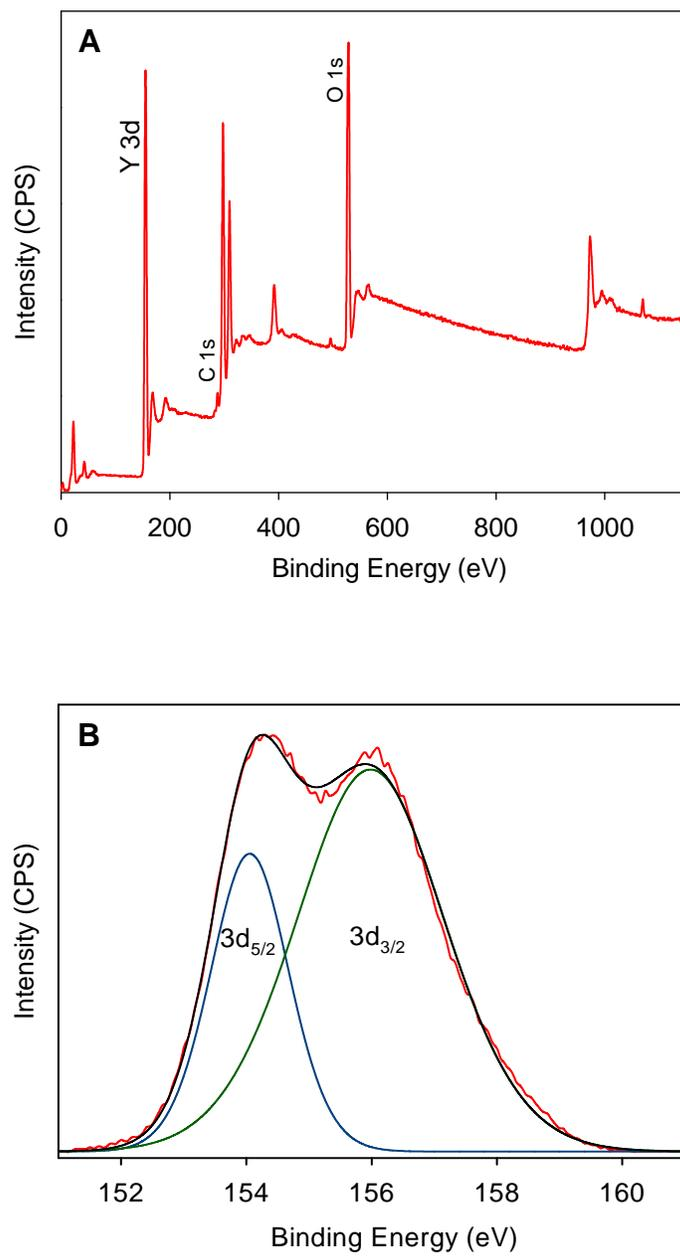 A
Intensity (CPS)
Y 3d
C 1s
O 1s
0 200 400 600 800 1000
Binding Energy (eV)
B
Intensity (CPS)
3d5/2
3d3/2
152 154 156 158 160
Binding Energy (eV)